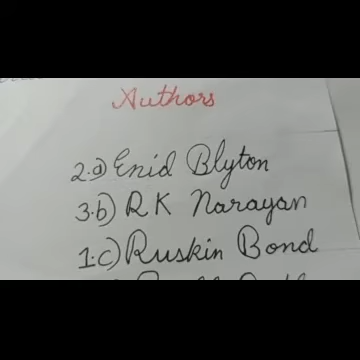 Authors
2.a) Enid Blyton
3.b) R K Narayan
1.c) Ruskin Bond